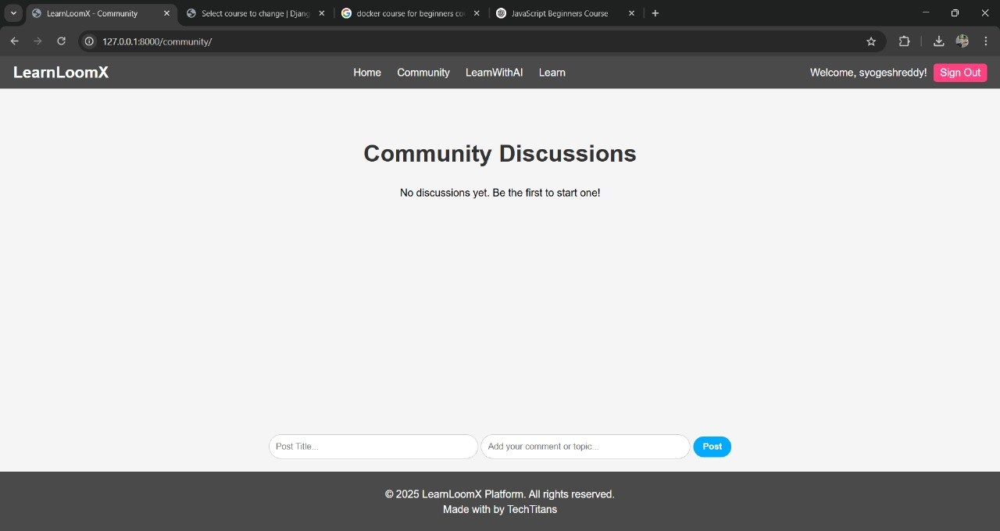 LearnLoomX - Community
Select course to change | Djang
docker course for beginners co
JavaScript Beginners Course
127.0.0.1:8000/community/
LearnLoomX
Home
Community
LearnWithAI
Learn
Welcome, syogeshreddy!
Sign Out
Community Discussions
No discussions yet. Be the first to start one!
Post Title...
Add your comment or topic...
Post
© 2025 LearnLoomX Platform. All rights reserved.
Made with by TechTitans